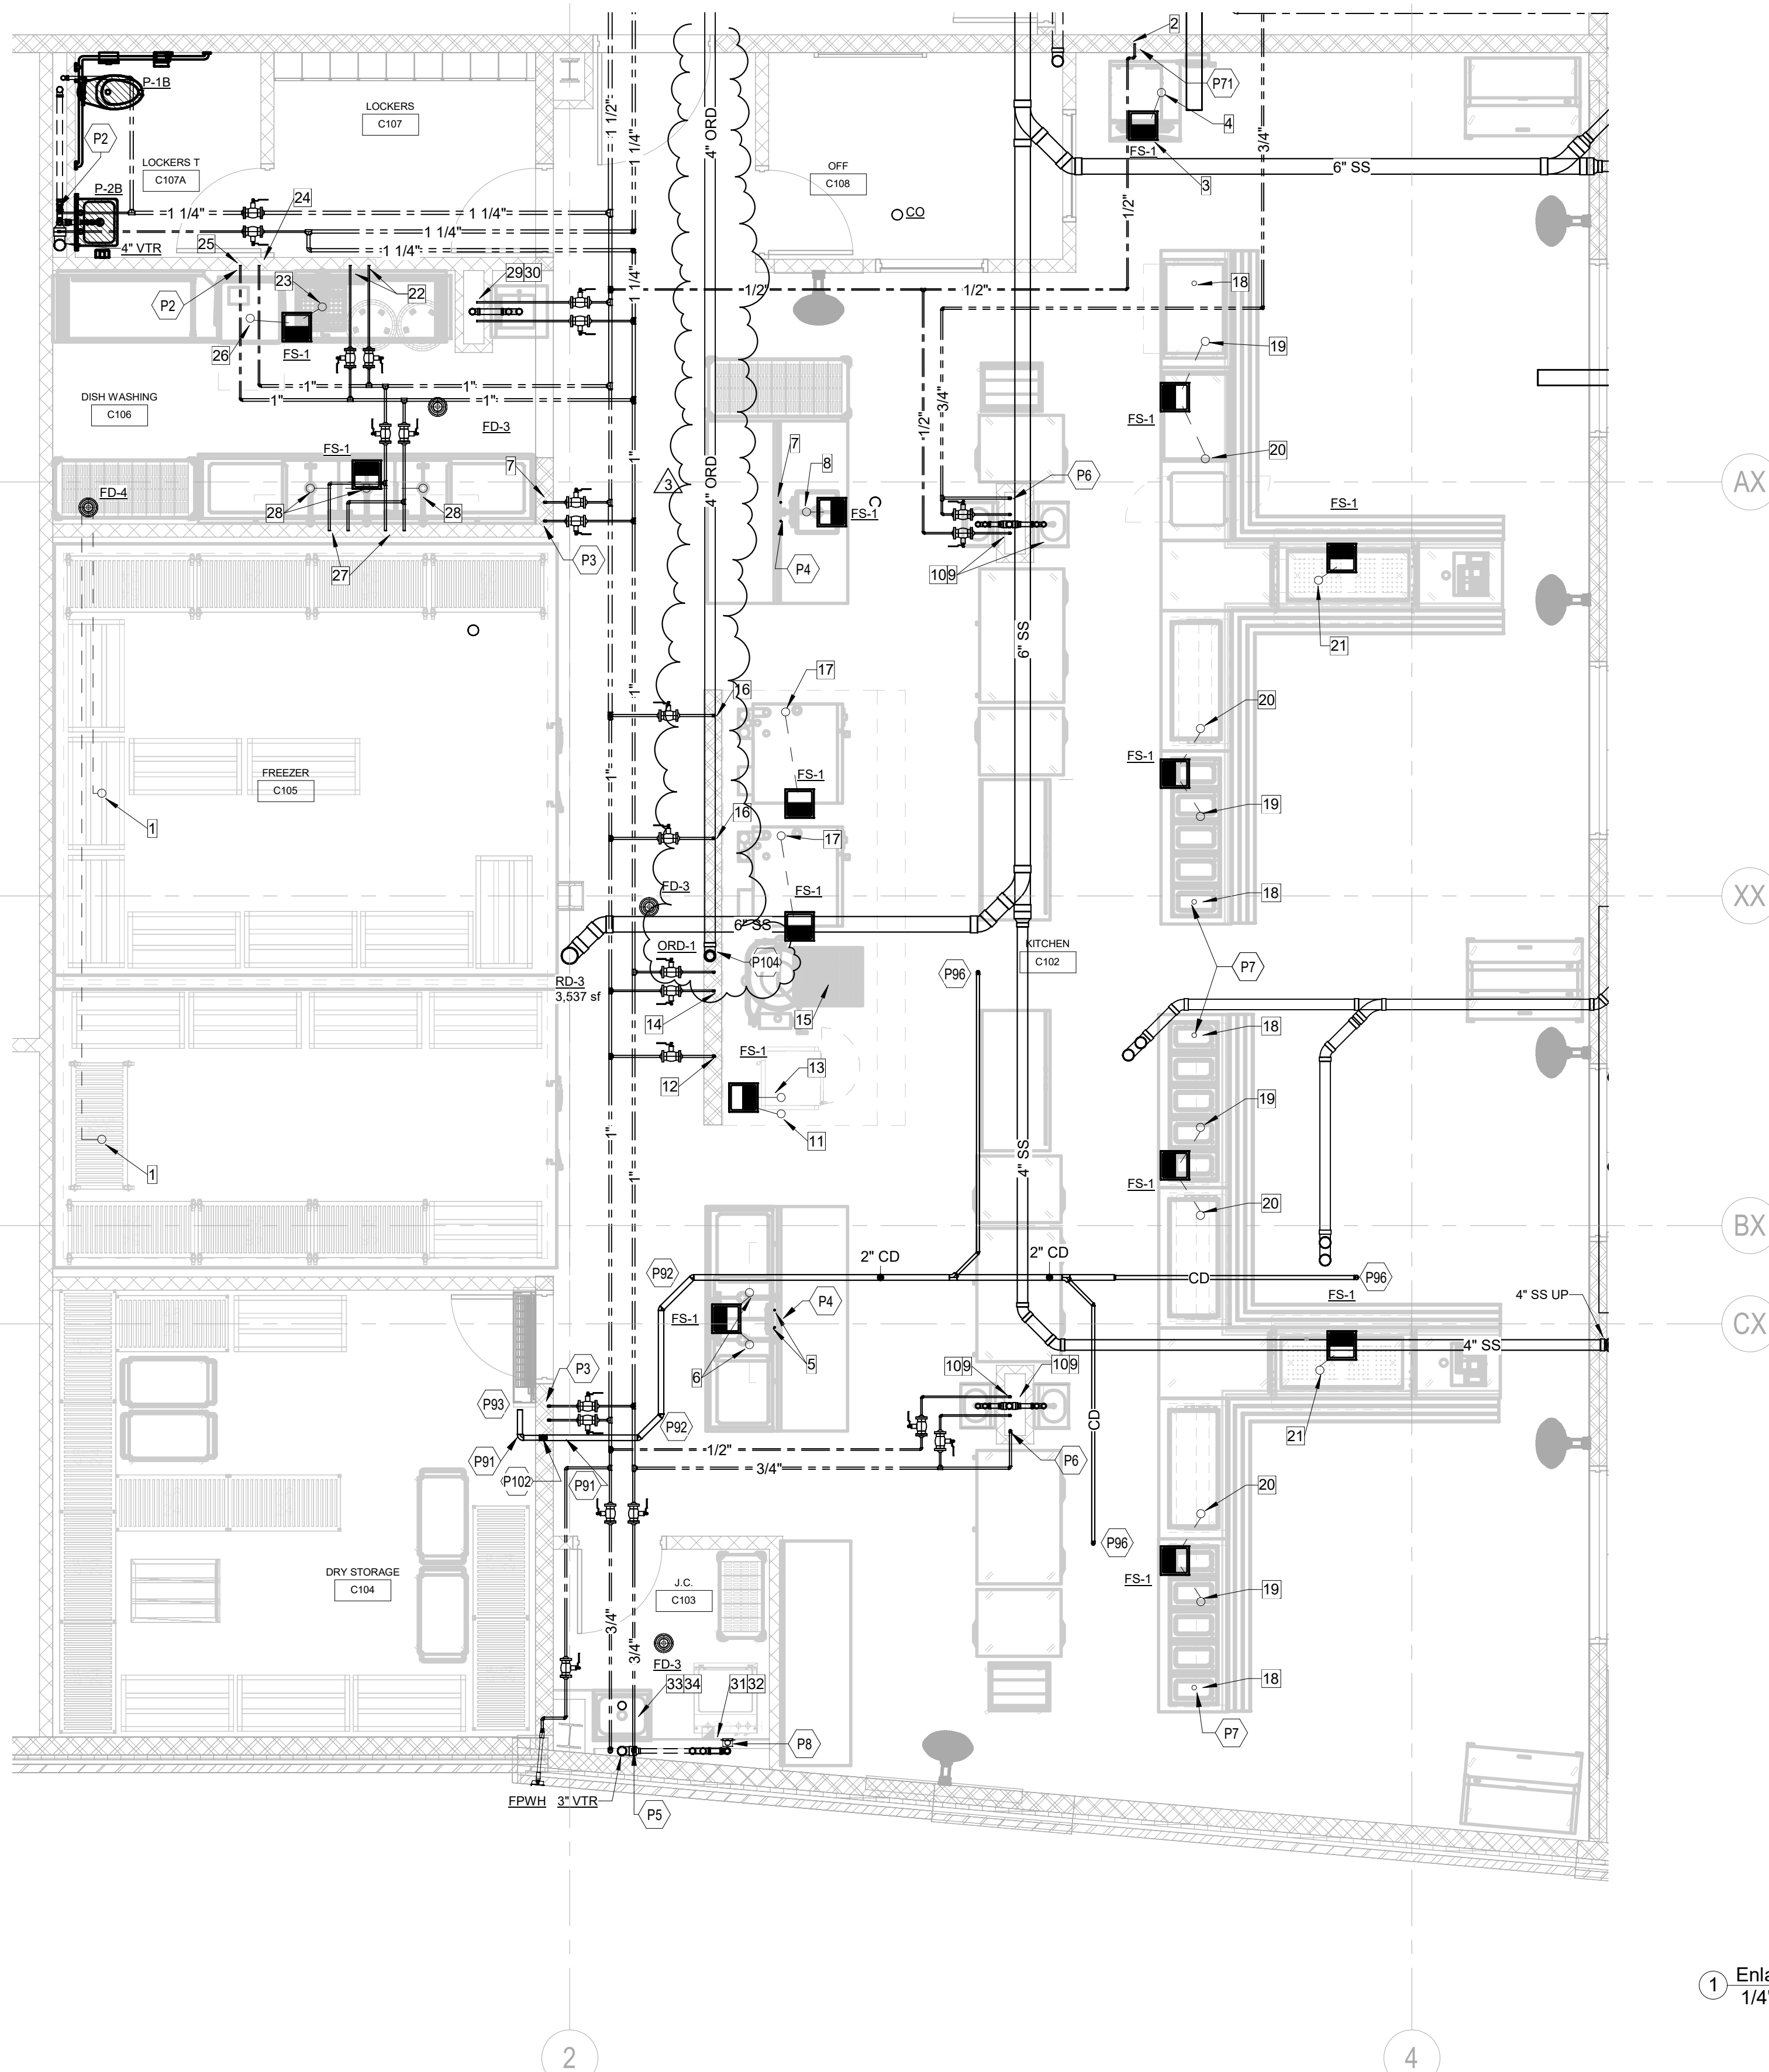 2
P-1B
LOCKERS
C107
1 1/2"
1 1/4"
4" ORD
P71
4
FS-1
3
3/4"
6" SS
P2
LOCKERS T
C107A
OFF
C108
P-2B
24
1 1/4"
1 1/4"
CO
1/2"
25
4" VTR
1 1/4"
1 1/4"
1 1/4"
P2
23
22
29 30
1/2"
1/2"
18
26
FS-1
19
1"
1"
1"
1"
DISH WASHING
C106
FD-3
3/4"
1/2"
FS-1
FS-1
20
7
7
8
P6
AX
FD-4
3
4" ORD
FS-1
FS-1
28
28
P3
P4
10 9
27
1"
6" SS
21
17
16
20
FREEZER
C105
1"
FS-1
FS-1
1
16
17
19
FD-3
FS-1
18
XX
6" SS
ORD-1
P104
P96
KITCHEN
C102
P7
RD-3
3,537 sf
14
15
18
FS-1
12
13
19
1"
1"
11
4" SS
1
FS-1
20
BX
P92
2" CD
2" CD
CD
P96
FS-1
4" SS UP
FS-1
P4
CX
4" SS
6
5
P3
10 9
10 9
P93
P92
CD
21
P91
P102
P91
1/2"
P6
3/4"
20
P96
DRY STORAGE
C104
J.C.
C103
FS-1
19
3/4"
3/4"
FD-3
33 34
31 32
18
P8
P7
FPWH
3" VTR
P5
1
Enla
1/4"
2
4